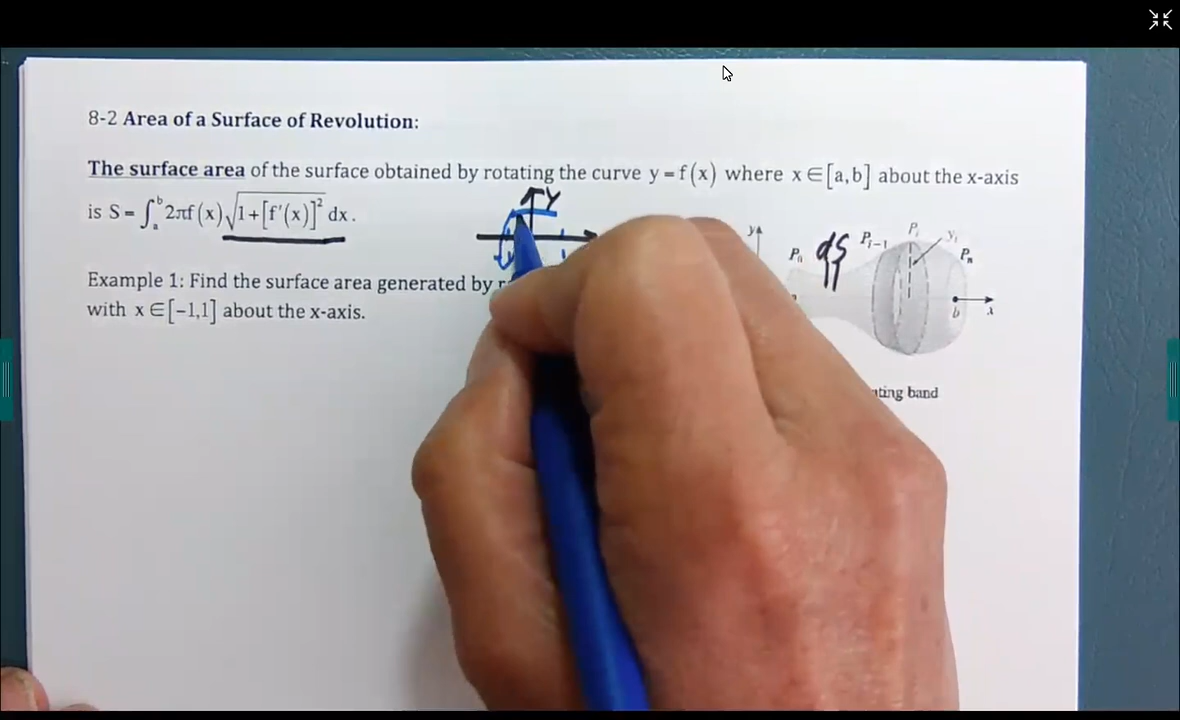 8-2 Area of a Surface of Revolution:
The surface area of the surface obtained by rotating the curve y = f(x) where x ∈ [a,b] about the x-axis
is S = ∫ₐᵇ 2πf(x)√(1+[f'(x)]²) dx.
Y
y
P₀
dS
Pᵢ₋₁
Pᵢ
yᵢ
Pₙ
b
x
Example 1: Find the surface area generated by
with x ∈ [−1,1] about the x-axis.
band